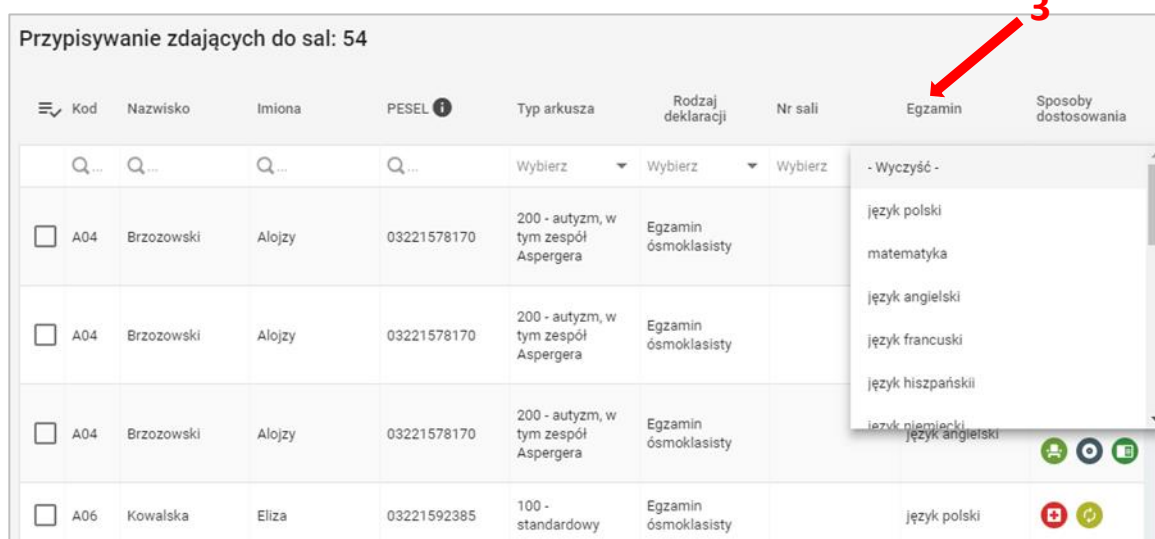 3
Przypisywanie zdających do sal: 54
Kod Nazwisko Imiona PESEL i Typ arkusza Rodzaj deklaracji Nr sali Egzamin Sposoby dostosowania
... ... ... ... Wybierz Wybierz Wybierz
- Wyczyść -
język polski
matematyka
język angielski
język francuski
język hiszpańskii
język niemiecki
A04 Brzozowski Alojzy 03221578170 200 - autyzm, w tym zespół Aspergera Egzamin ósmoklasisty
A04 Brzozowski Alojzy 03221578170 200 - autyzm, w tym zespół Aspergera Egzamin ósmoklasisty
A04 Brzozowski Alojzy 03221578170 200 - autyzm, w tym zespół Aspergera Egzamin ósmoklasisty język angielski
A06 Kowalska Eliza 03221592385 100 - standardowy Egzamin ósmoklasisty język polski